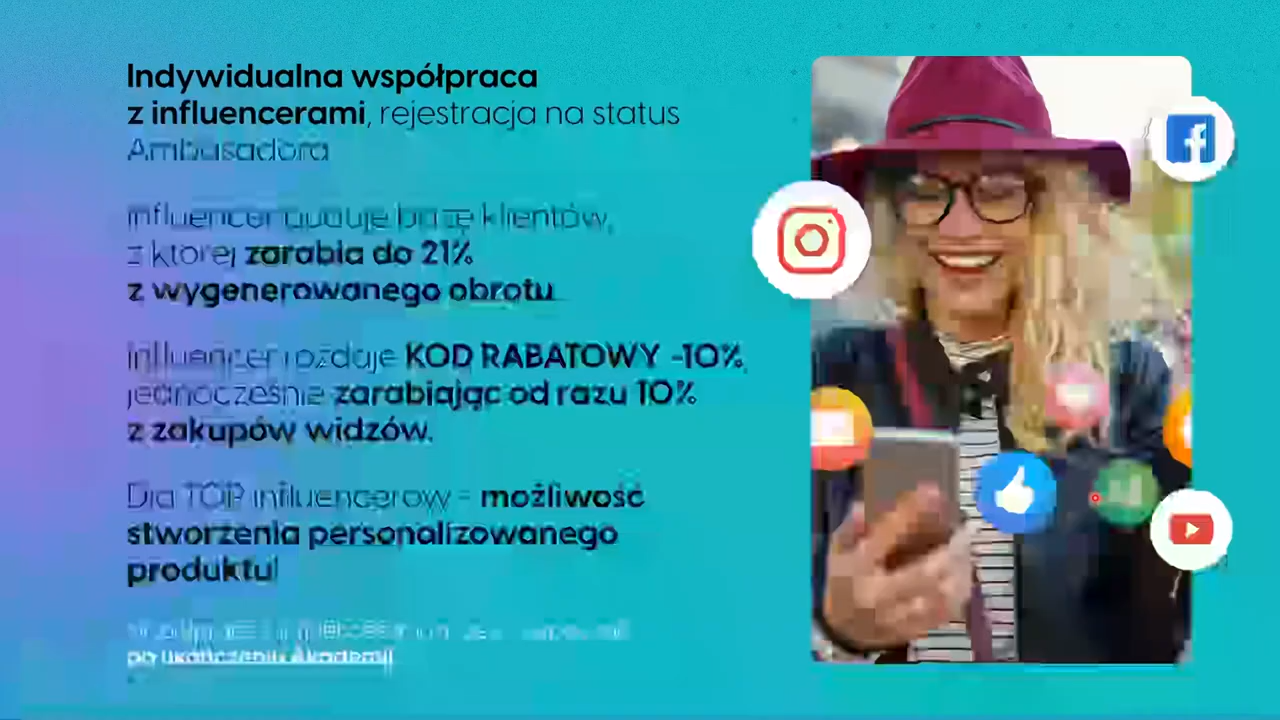 Indywidualna współpraca
z influencerami, rejestracja na status
Ambasadora
Influencer buduje bazę klientów,
z której zarabia do 21%
z wygenerowanego obrotu
Influencer rozdaje KOD RABATOWY -10%,
jednocześnie zarabiając od razu 10%
z zakupów widzów.
Dla TOP influencerów - możliwość
stworzenia personalizowanego
produktu!
po ukończeniu Akademii